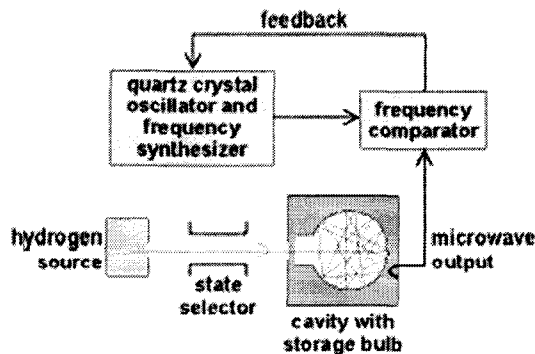 feedback
quartz crystal
oscillator and
frequency
synthesizer
frequency
comparator
hydrogen
source
state
selector
microwave
output
cavity with
storage bulb